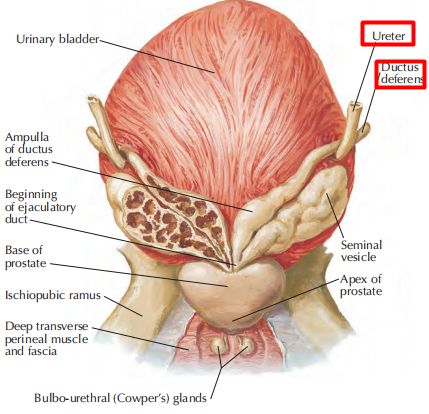 Urinary bladder
Ureter
Ductus
deferens
Ampulla
of ductus
deferens
Beginning
of ejaculatory
duct
Base of
prostate
Ischiopubic ramus
Deep transverse
perineal muscle
and fascia
Seminal
vesicle
Apex of
prostate
Bulbo-urethral (Cowper's) glands